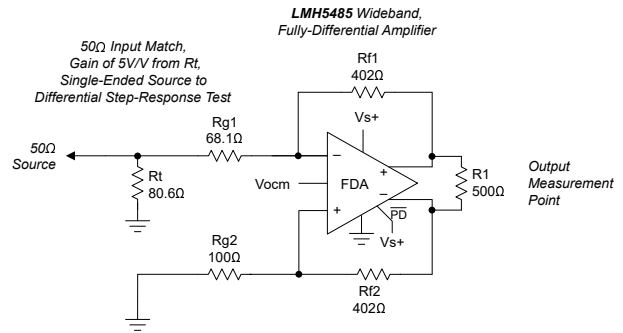 LMH5485 Wideband,
Fully-Differential Amplifier
50Ω Input Match,
Gain of 5V/V from Rt,
Single-Ended Source to
Differential Step-Response Test
Rf1
402Ω
Vs+
Rg1
68.1Ω
50Ω
Source
Rt
80.6Ω
Vocm
−
+
FDA
+
−
PD
Vs+
R1
500Ω
Output
Measurement
Point
Rg2
100Ω
Rf2
402Ω